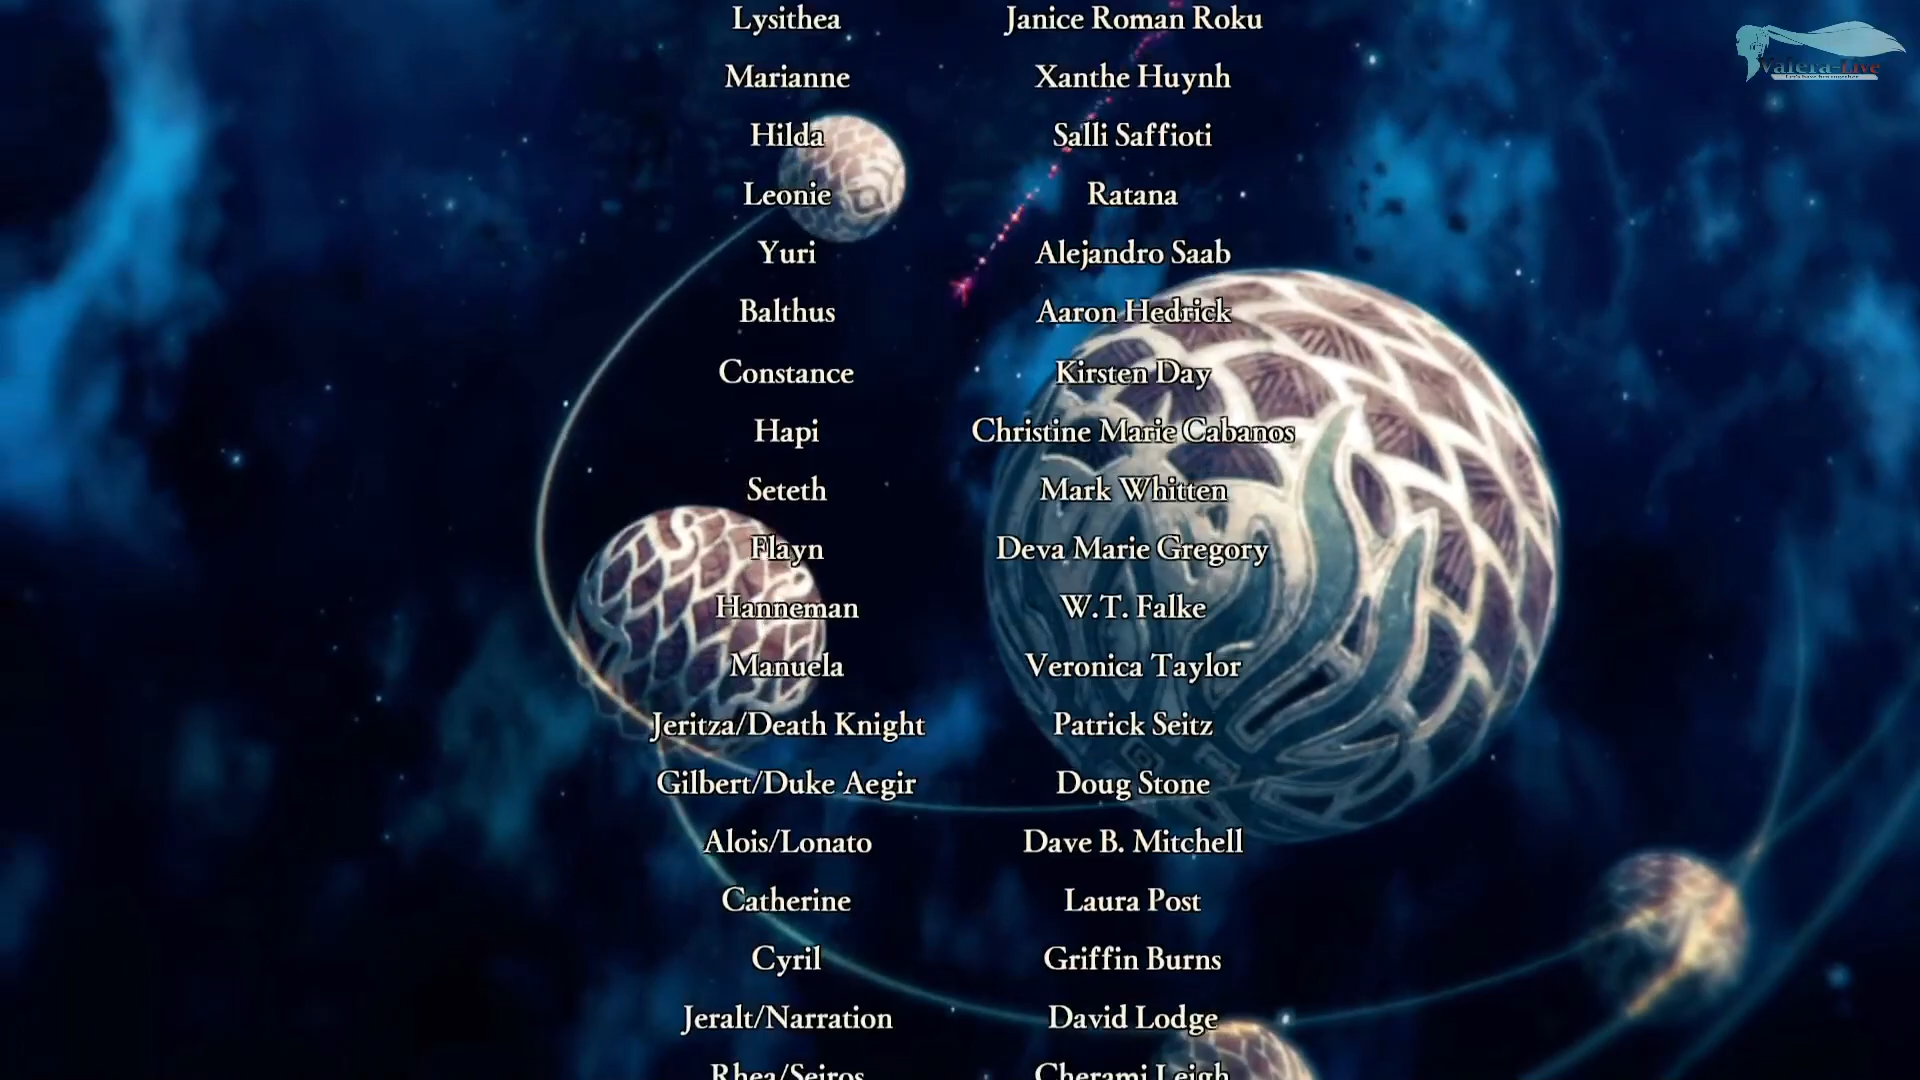 Lysithea Janice Roman Roku
Valera-Live
Marianne Xanthe Huynh
Hilda Salli Saffioti
Leonie Ratana
Yuri Alejandro Saab
Balthus Aaron Hedrick
Constance Kirsten Day
Hapi Christine Marie Cabanos
Seteth Mark Whitten
Flayn Deva Marie Gregory
Hanneman W.T. Falke
Manuela Veronica Taylor
Jeritza/Death Knight Patrick Seitz
Gilbert/Duke Aegir Doug Stone
Alois/Lonato Dave B. Mitchell
Catherine Laura Post
Cyril Griffin Burns
Jeralt/Narration David Lodge
Rhea/Seiros Cherami Leigh